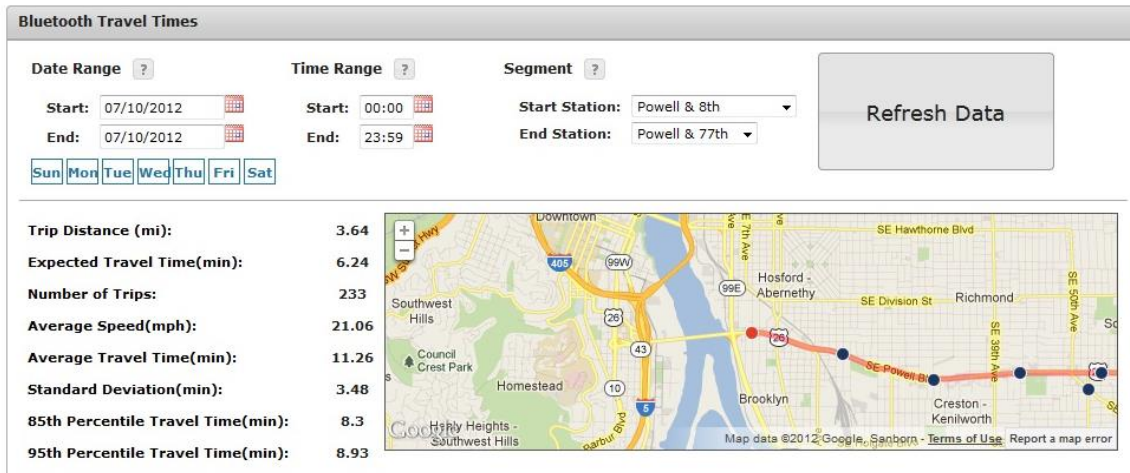 Bluetooth Travel Times
Date Range ? Time Range ? Segment ?
Start: 07/10/2012 Start: 00:00 Start Station: Powell & 8th
End: 07/10/2012 End: 23:59 End Station: Powell & 77th
Refresh Data
Sun Mon Tue Wed Thu Fri Sat
Trip Distance (mi): 3.64
Expected Travel Time(min): 6.24
Number of Trips: 233
Average Speed(mph): 21.06
Average Travel Time(min): 11.26
Standard Deviation(min): 3.48
85th Percentile Travel Time(min): 8.3
95th Percentile Travel Time(min): 8.93
+
−
Downtown
405
99W
SE 7th Ave
SE Hawthorne Blvd
99E
Hosford -
Abernethy
SE Division St
Richmond
SE 50th Ave
Southwest
Hills
26
26
43
SE 39th Ave
Council
Crest Park
SE Powell
Homestead
10
5
Brooklyn
Creston -
Kenilworth
Google
Southwest Hills
Barbur Blvd
Map data ©2012 Google, Sanborn - Terms of Use Report a map error